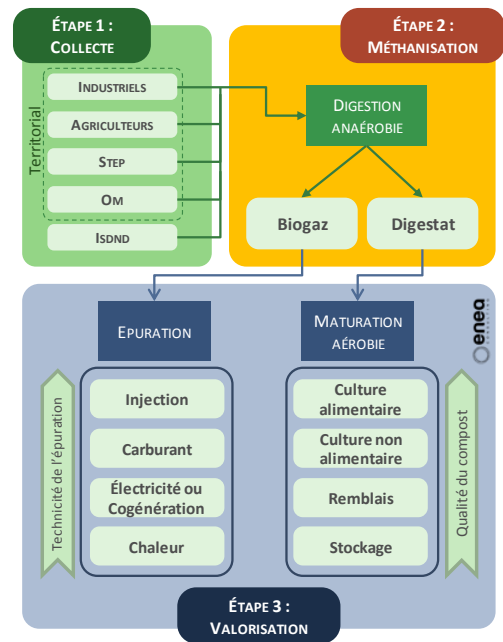 ÉTAPE 1 :
COLLECTE
ÉTAPE 2 :
MÉTHANISATION
Territorial
INDUSTRIELS
AGRICULTEURS
STEP
OM
ISDND
DIGESTION
ANAÉROBIE
Biogaz
Digestat
EPURATION
MATURATION
AÉROBIE
enea
Technicité de l'épuration
Injection
Carburant
Électricité ou
Cogénération
Chaleur
Culture
alimentaire
Culture non
alimentaire
Remblais
Stockage
Qualité du compost
ÉTAPE 3 :
VALORISATION